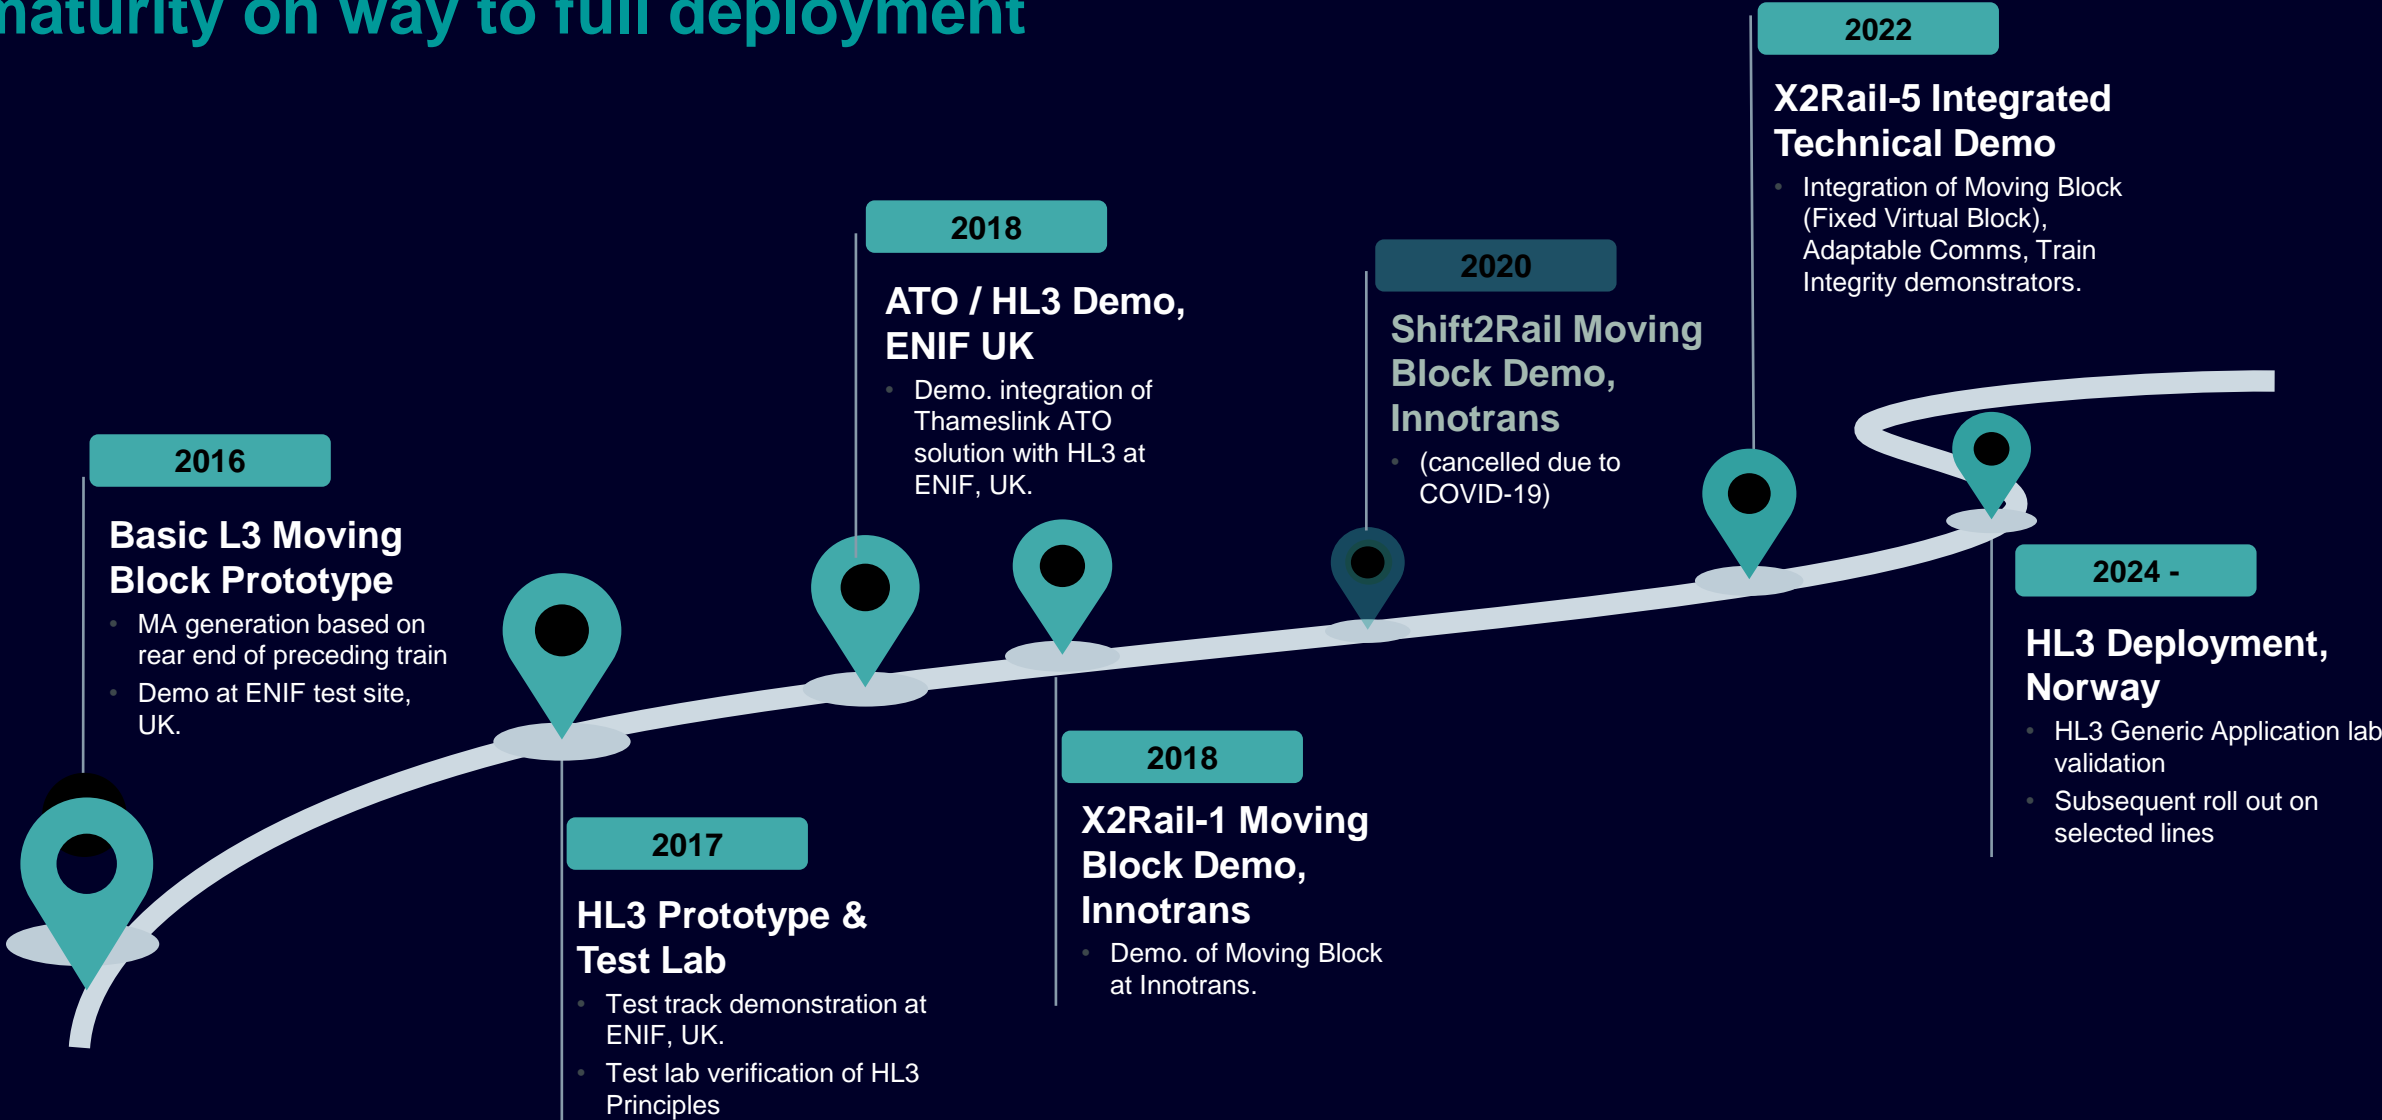 maturity on way to full deployment
2016
Basic L3 Moving
Block Prototype
• MA generation based on
rear end of preceding train
• Demo at ENIF test site,
UK.
2017
HL3 Prototype &
Test Lab
• Test track demonstration at
ENIF, UK.
• Test lab verification of HL3
Principles
2018
ATO / HL3 Demo,
ENIF UK
• Demo. integration of
Thameslink ATO
solution with HL3 at
ENIF, UK.
2018
X2Rail-1 Moving
Block Demo,
Innotrans
• Demo. of Moving Block
at Innotrans.
2020
Shift2Rail Moving
Block Demo,
Innotrans
• (cancelled due to
COVID-19)
2022
X2Rail-5 Integrated
Technical Demo
• Integration of Moving Block
(Fixed Virtual Block),
Adaptable Comms, Train
Integrity demonstrators.
2024 -
HL3 Deployment,
Norway
• HL3 Generic Application lab
validation
• Subsequent roll out on
selected lines